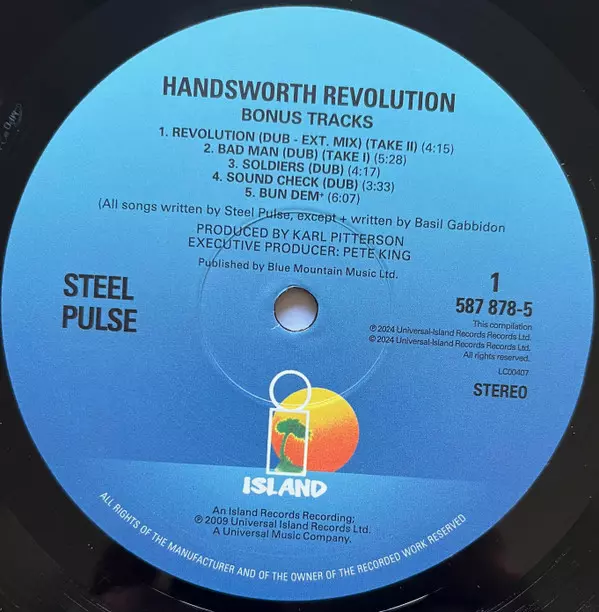 HANDSWORTH REVOLUTION
BONUS TRACKS
1. REVOLUTION (DUB - EXT. MIX) (TAKE II) (4:15)
2. BAD MAN (DUB) (TAKE I) (5:28)
3. SOLDIERS (DUB) (4:17)
4. SOUND CHECK (DUB) (3:33)
5. BUN DEM+ (6:07)
(All songs written by Steel Pulse, except + written by Basil Gabbidon
PRODUCED BY KARL PITTERSON
EXECUTIVE PRODUCER: PETE KING
Published by Blue Mountain Music Ltd.
STEEL
PULSE
1
587 878-5
This compilation
℗ 2024 Universal-Island Records Records Ltd.
© 2024 Universal-Island Records Records Ltd.
All rights reserved.
LC00407
STEREO
ISLAND
An Island Records Recording;
℗ 2009 Universal Island Records Ltd.
A Universal Music Company.
ALL RIGHTS OF THE MANUFACTURER AND OF THE OWNER OF THE RECORDED WORK RESERVED